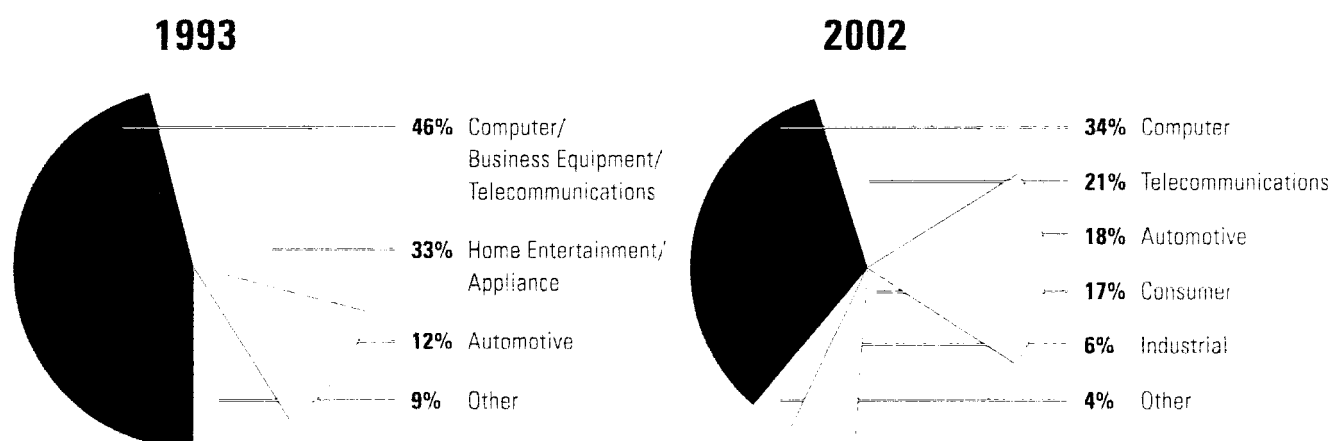 1993
46% Computer/
Business Equipment/
Telecommunications
33% Home Entertainment/
Appliance
12% Automotive
9% Other
2002
34% Computer
21% Telecommunications
18% Automotive
17% Consumer
6% Industrial
4% Other